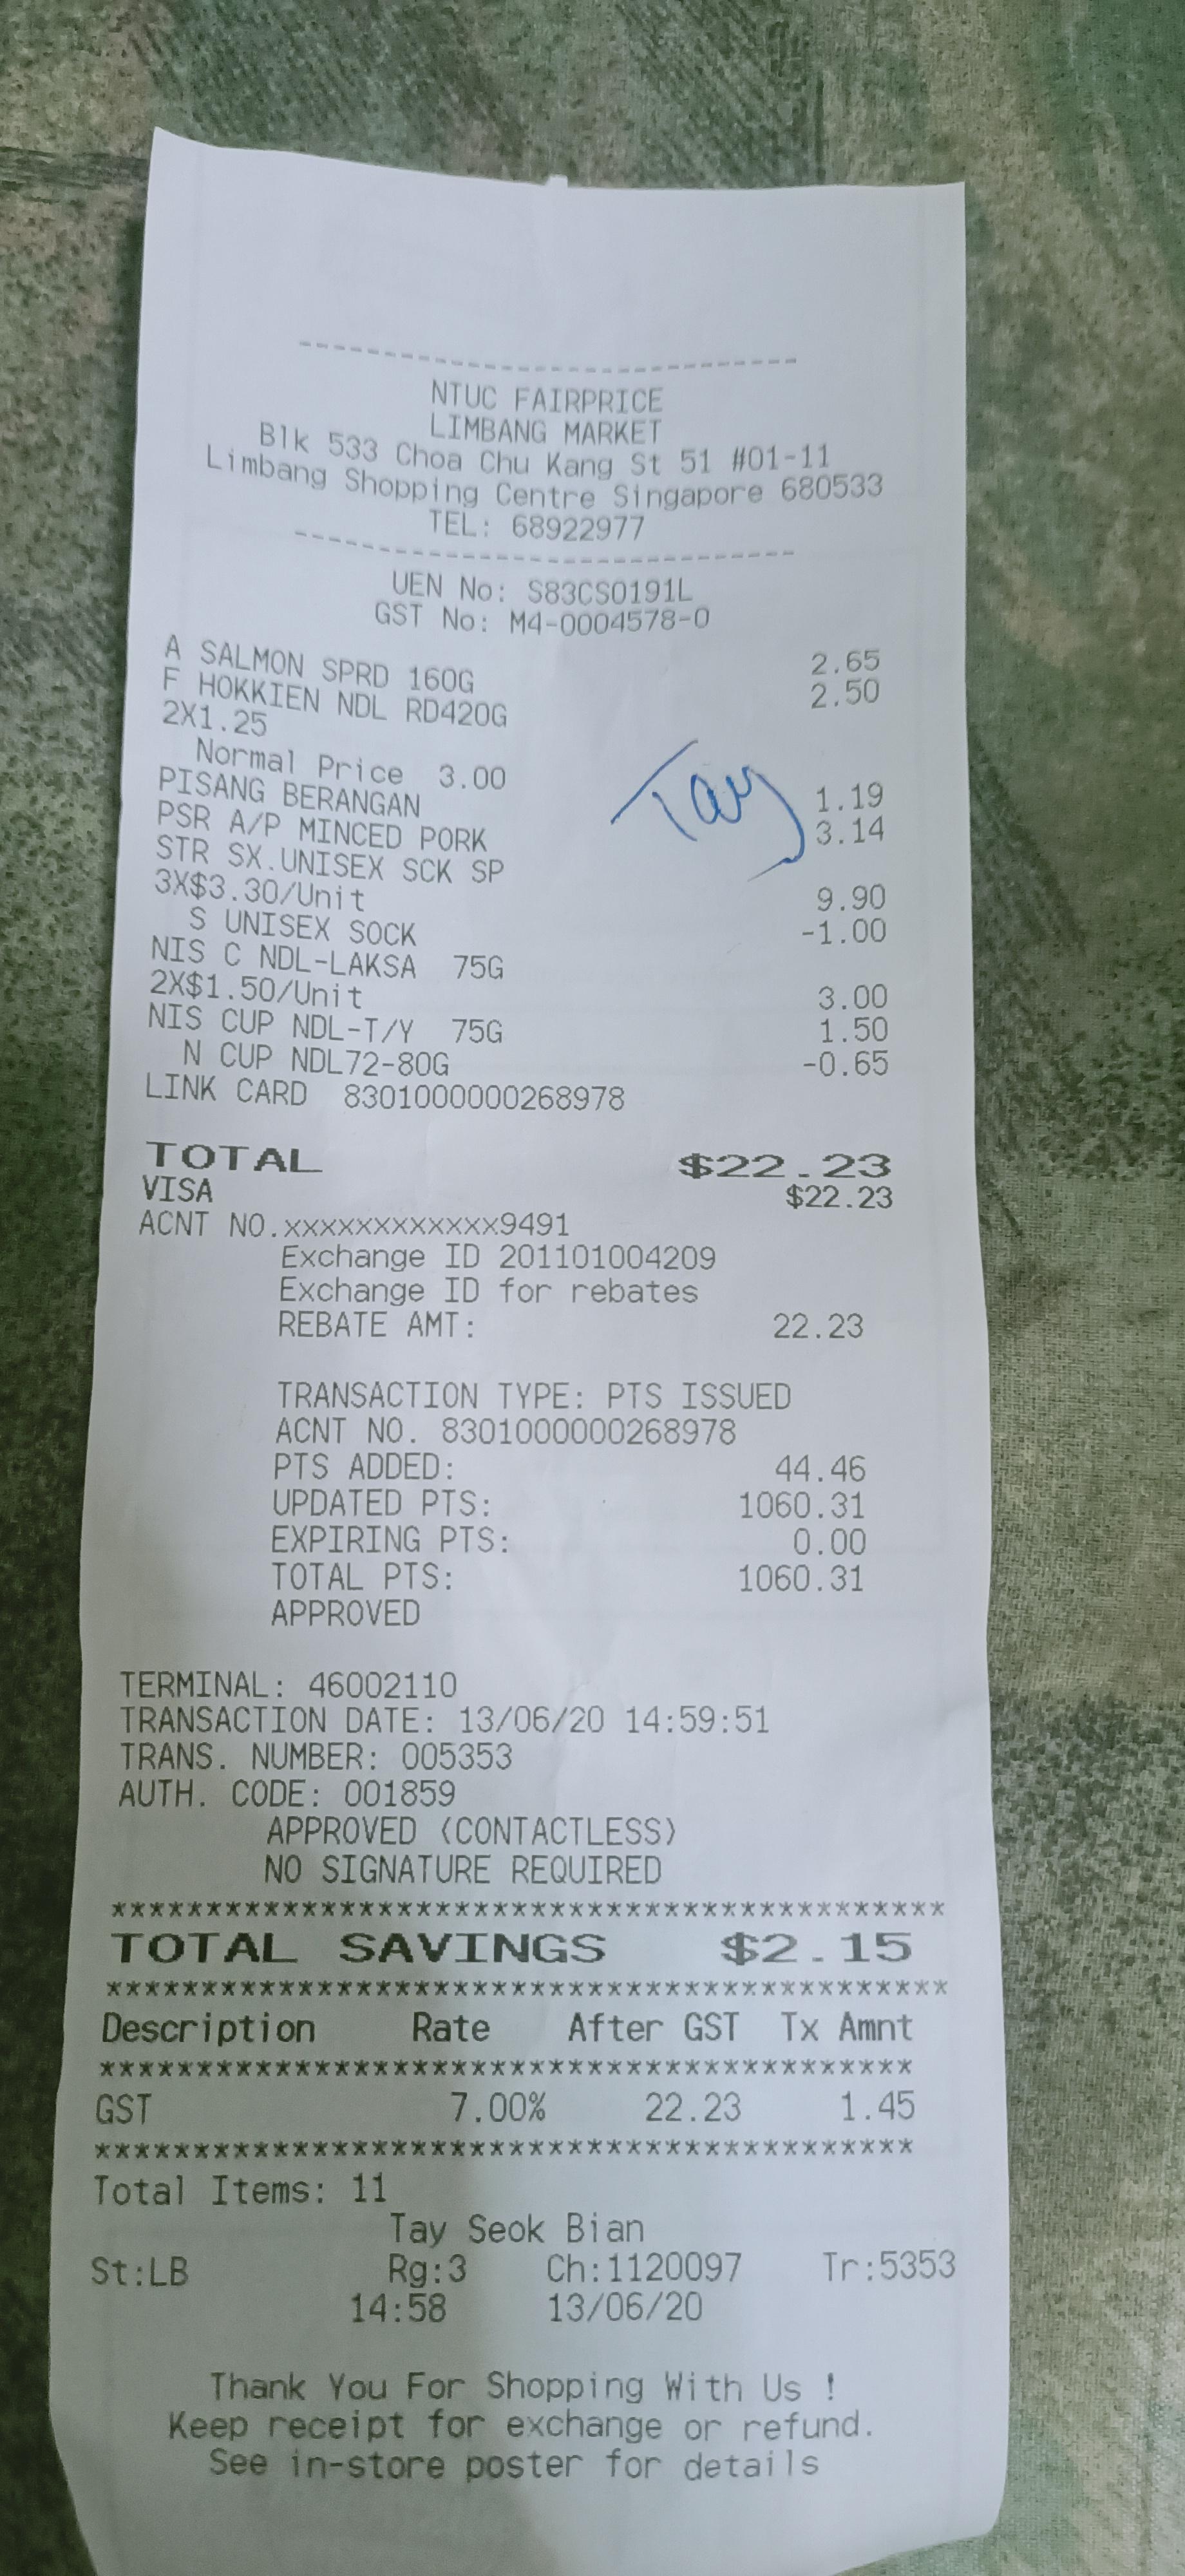 NTUC FAIRPRICE
LIMBANG MARKET
Blk 533 Choa Chu Kang St 51 #01-11
Limbang Shopping Centre Singapore 680533
TEL: 68922977
UEN No: S83CS0191L
GST No: M4-0004578-0
A SALMON SPRD 160G 2.65
F HOKKIEN NDL RD420G 2.50
2X1.25
Normal Price 3.00
Tay
PISANG BERANGAN 1.19
PSR A/P MINCED PORK 3.14
STR SX.UNISEX SCK SP
3X$3.30/Unit 9.90
S UNISEX SOCK -1.00
NIS C NDL-LAKSA 75G
2X$1.50/Unit 3.00
NIS CUP NDL-T/Y 75G 1.50
N CUP NDL72-80G -0.65
LINK CARD 8301000000268978
TOTAL $22.23
VISA $22.23
ACNT NO.xxxxxxxxxxxx9491
Exchange ID 201101004209
Exchange ID for rebates
REBATE AMT: 22.23
TRANSACTION TYPE: PTS ISSUED
ACNT NO. 8301000000268978
PTS ADDED: 44.46
UPDATED PTS: 1060.31
EXPIRING PTS: 0.00
TOTAL PTS: 1060.31
APPROVED
TERMINAL: 46002110
TRANSACTION DATE: 13/06/20 14:59:51
TRANS. NUMBER: 005353
AUTH. CODE: 001859
APPROVED (CONTACTLESS)
NO SIGNATURE REQUIRED
TOTAL SAVINGS $2.15
Description Rate After GST Tx Amnt
GST 7.00% 22.23 1.45
Total Items: 11
Tay Seok Bian
St:LB Rg:3 Ch:1120097 Tr:5353
14:58 13/06/20
Thank You For Shopping With Us !
Keep receipt for exchange or refund.
See in-store poster for details